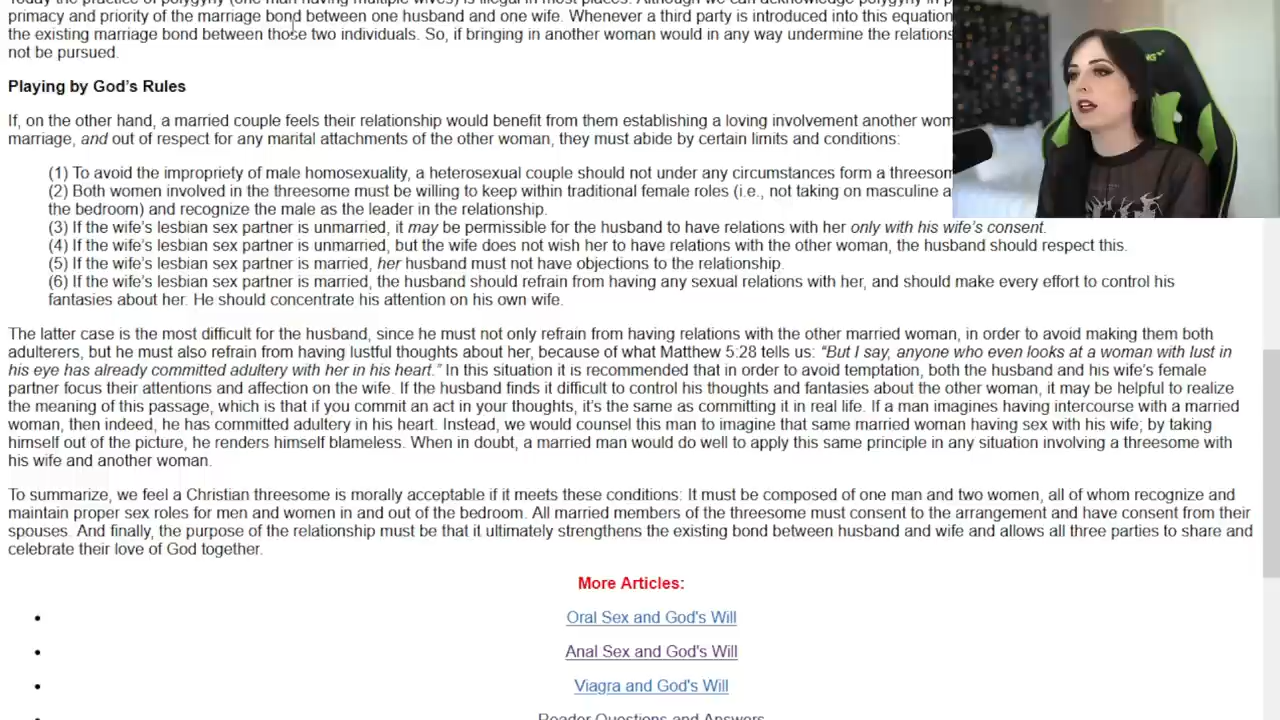 Today the practice of polygyny (one man having multiple wives) is illegal in most places. Although we can acknowledge polygyny in
primacy and priority of the marriage bond between one husband and one wife. Whenever a third party is introduced into this equation
the existing marriage bond between those two individuals. So, if bringing in another woman would in any way undermine the relations
not be pursued.
Playing by God's Rules
If, on the other hand, a married couple feels their relationship would benefit from them establishing a loving involvement another wom
marriage, and out of respect for any marital attachments of the other woman, they must abide by certain limits and conditions:
(1) To avoid the impropriety of male homosexuality, a heterosexual couple should not under any circumstances form a threesom
(2) Both women involved in the threesome must be willing to keep within traditional female roles (i.e., not taking on masculine a
the bedroom) and recognize the male as the leader in the relationship.
(3) If the wife's lesbian sex partner is unmarried, it may be permissible for the husband to have relations with her only with his wife's consent.
(4) If the wife's lesbian sex partner is unmarried, but the wife does not wish her to have relations with the other woman, the husband should respect this.
(5) If the wife's lesbian sex partner is married, her husband must not have objections to the relationship.
(6) If the wife's lesbian sex partner is married, the husband should refrain from having any sexual relations with her, and should make every effort to control his
fantasies about her. He should concentrate his attention on his own wife.
The latter case is the most difficult for the husband, since he must not only refrain from having relations with the other married woman, in order to avoid making them both
adulterers, but he must also refrain from having lustful thoughts about her, because of what Matthew 5:28 tells us: "But I say, anyone who even looks at a woman with lust in
his eye has already committed adultery with her in his heart." In this situation it is recommended that in order to avoid temptation, both the husband and his wife's female
partner focus their attentions and affection on the wife. If the husband finds it difficult to control his thoughts and fantasies about the other woman, it may be helpful to realize
the meaning of this passage, which is that if you commit an act in your thoughts, it's the same as committing it in real life. If a man imagines having intercourse with a married
woman, then indeed, he has committed adultery in his heart. Instead, we would counsel this man to imagine that same married woman having sex with his wife; by taking
himself out of the picture, he renders himself blameless. When in doubt, a married man would do well to apply this same principle in any situation involving a threesome with
his wife and another woman.
To summarize, we feel a Christian threesome is morally acceptable if it meets these conditions: It must be composed of one man and two women, all of whom recognize and
maintain proper sex roles for men and women in and out of the bedroom. All married members of the threesome must consent to the arrangement and have consent from their
spouses. And finally, the purpose of the relationship must be that it ultimately strengthens the existing bond between husband and wife and allows all three parties to share and
celebrate their love of God together.
More Articles:
Oral Sex and God's Will
Anal Sex and God's Will
Viagra and God's Will
Reader Questions and Answers